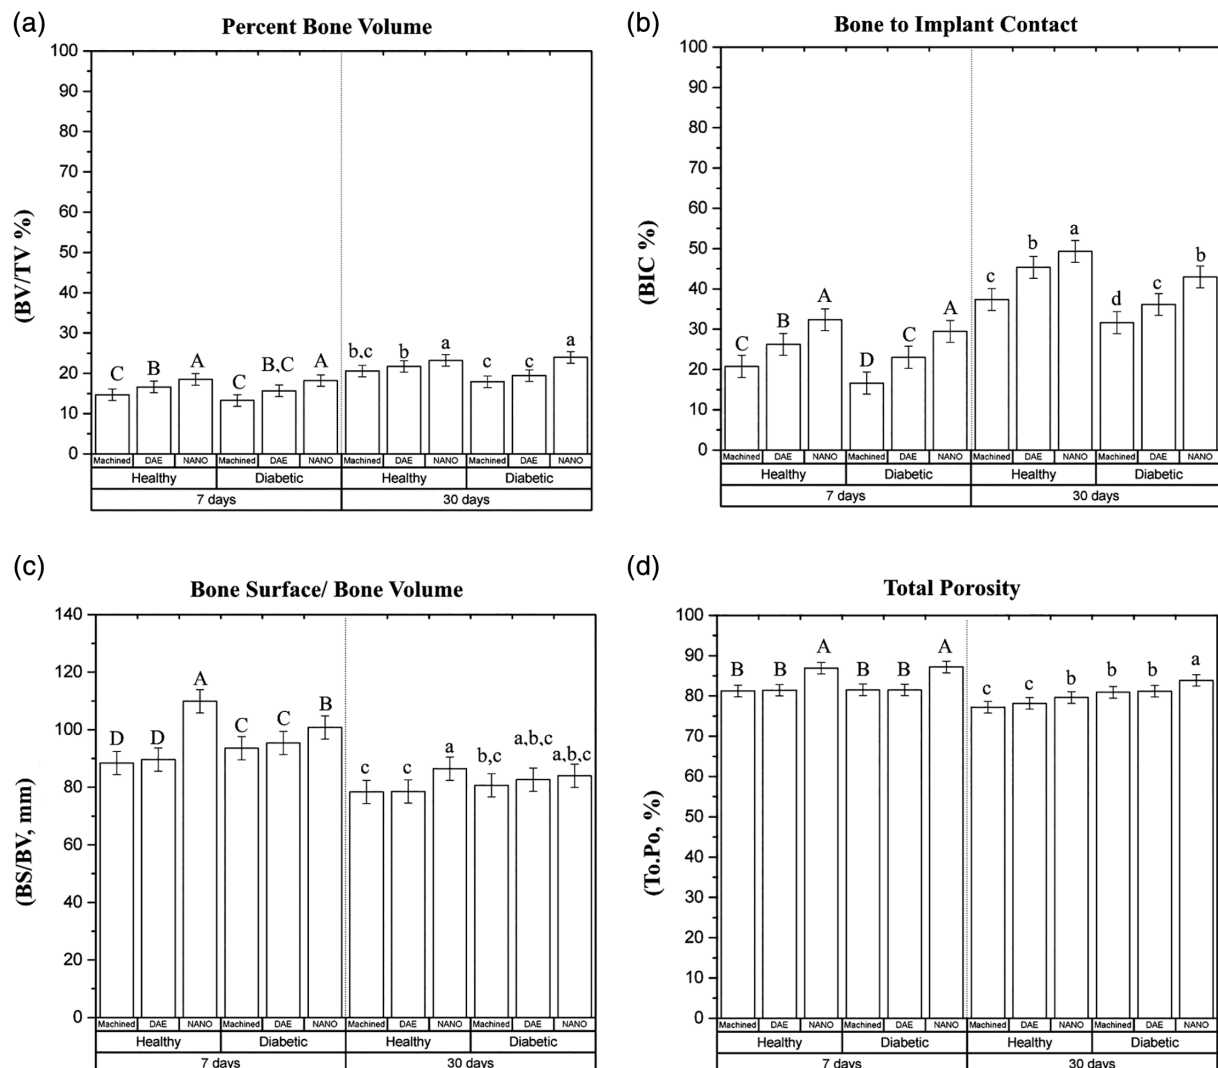 (a)
Percent Bone Volume
(BV/TV %)
100
90
80
70
60
50
40
30
20
10
0
C B A C B,C A b,c b a c c a
Machined DAE NANO Machined DAE NANO Machined DAE NANO Machined DAE NANO
Healthy Diabetic Healthy Diabetic
7 days 30 days
(b)
Bone to Implant Contact
(BIC %)
100
90
80
70
60
50
40
30
20
10
0
C B A D C A c b a d c b
Machined DAE NANO Machined DAE NANO Machined DAE NANO Machined DAE NANO
Healthy Diabetic Healthy Diabetic
7 days 30 days
(c)
Bone Surface/ Bone Volume
(BS/BV, mm)
140
120
100
80
60
40
20
0
D D A C C B c c a b,c a,b,c a,b,c
Machined DAE NANO Machined DAE NANO Machined DAE NANO Machined DAE NANO
Healthy Diabetic Healthy Diabetic
7 days 30 days
(d)
Total Porosity
(To.Po, %)
100
90
80
70
60
50
40
30
20
10
0
B B A B B A c c b b b a
Machined DAE NANO Machined DAE NANO Machined DAE NANO Machined DAE NANO
Healthy Diabetic Healthy Diabetic
7 days 30 days